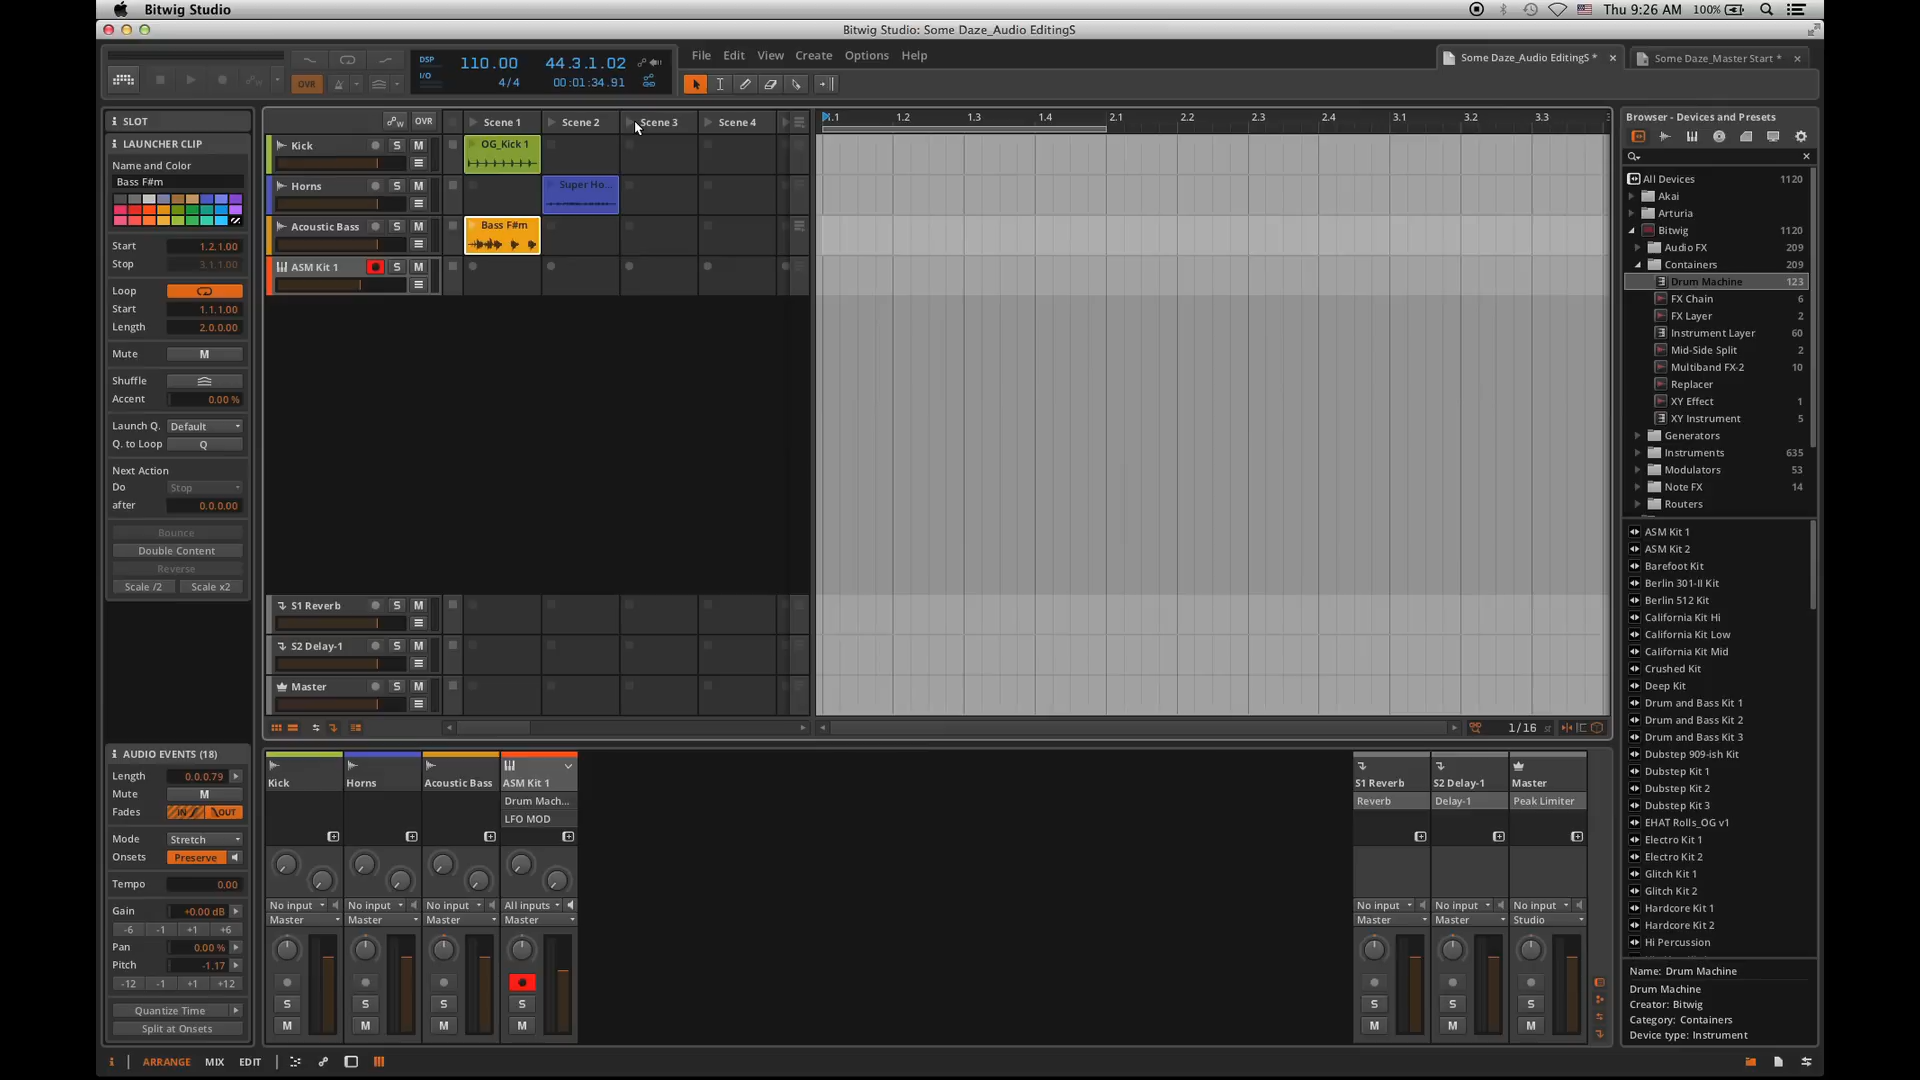 Bitwig Studio
Thu 9:26 AM 100%
Bitwig Studio: Some Daze_Audio EditingS
DSP
I/O
110.00
4/4
44.3.1.02
00:01:34.91
File Edit View Create Options Help
Some Daze_Audio EditingS *
Some Daze_Master Start *
OVR
SLOT
LAUNCHER CLIP
Name and Color
Bass F#m
Start 1.2.1.00
Stop 3.1.1.00
Loop
Start 1.1.1.00
Length 2.0.0.00
Mute M
Shuffle
Accent 0.00 %
Launch Q. Default
Q. to Loop Q
Next Action
Do Stop
after 0.0.0.00
Bounce
Double Content
Reverse
Scale /2 Scale x2
AUDIO EVENTS (18)
Length 0.0.0.79
Mute M
Fades IN OUT
Mode Stretch
Onsets Preserve
Tempo 0.00
Gain +0.00 dB
-6 -1 +1 +6
Pan 0.00 %
Pitch -1.17
-12 -1 +1 +12
Quantize Time
Split at Onsets
OVR
Scene 1 Scene 2 Scene 3 Scene 4
Kick S M
OG_Kick 1
Horns S M
Super Ho...
Acoustic Bass S M
Bass F#m
ASM Kit 1 S M
S1 Reverb S M
S2 Delay-1 S M
Master S M
1.2 1.3 1.4 2.1 2.2 2.3 2.4 3.1 3.2 3.3
1/16
Kick Horns Acoustic Bass ASM Kit 1
Drum Mach...
LFO MOD
No input No input No input All inputs
Master Master Master Master
S S S S
M M M M
S1 Reverb S2 Delay-1 Master
Reverb Delay-1 Peak Limiter
No input No input No input
Master Master Studio
S S S
M M M
Browser - Devices and Presets
All Devices 1120
Akai
Arturia
Bitwig 1120
Audio FX 209
Containers 209
Drum Machine 123
FX Chain 6
FX Layer 2
Instrument Layer 60
Mid-Side Split 2
Multiband FX-2 10
Replacer
XY Effect 1
XY Instrument 5
Generators
Instruments 635
Modulators 53
Note FX 14
Routers
ASM Kit 1
ASM Kit 2
Barefoot Kit
Berlin 301-II Kit
Berlin 512 Kit
California Kit Hi
California Kit Low
California Kit Mid
Crushed Kit
Deep Kit
Drum and Bass Kit 1
Drum and Bass Kit 2
Drum and Bass Kit 3
Dubstep 909-ish Kit
Dubstep Kit 1
Dubstep Kit 2
Dubstep Kit 3
EHAT Rolls_OG v1
Electro Kit 1
Electro Kit 2
Glitch Kit 1
Glitch Kit 2
Hardcore Kit 1
Hardcore Kit 2
Hi Percussion
Name: Drum Machine
Drum Machine
Creator: Bitwig
Category: Containers
Device type: Instrument
ARRANGE MIX EDIT